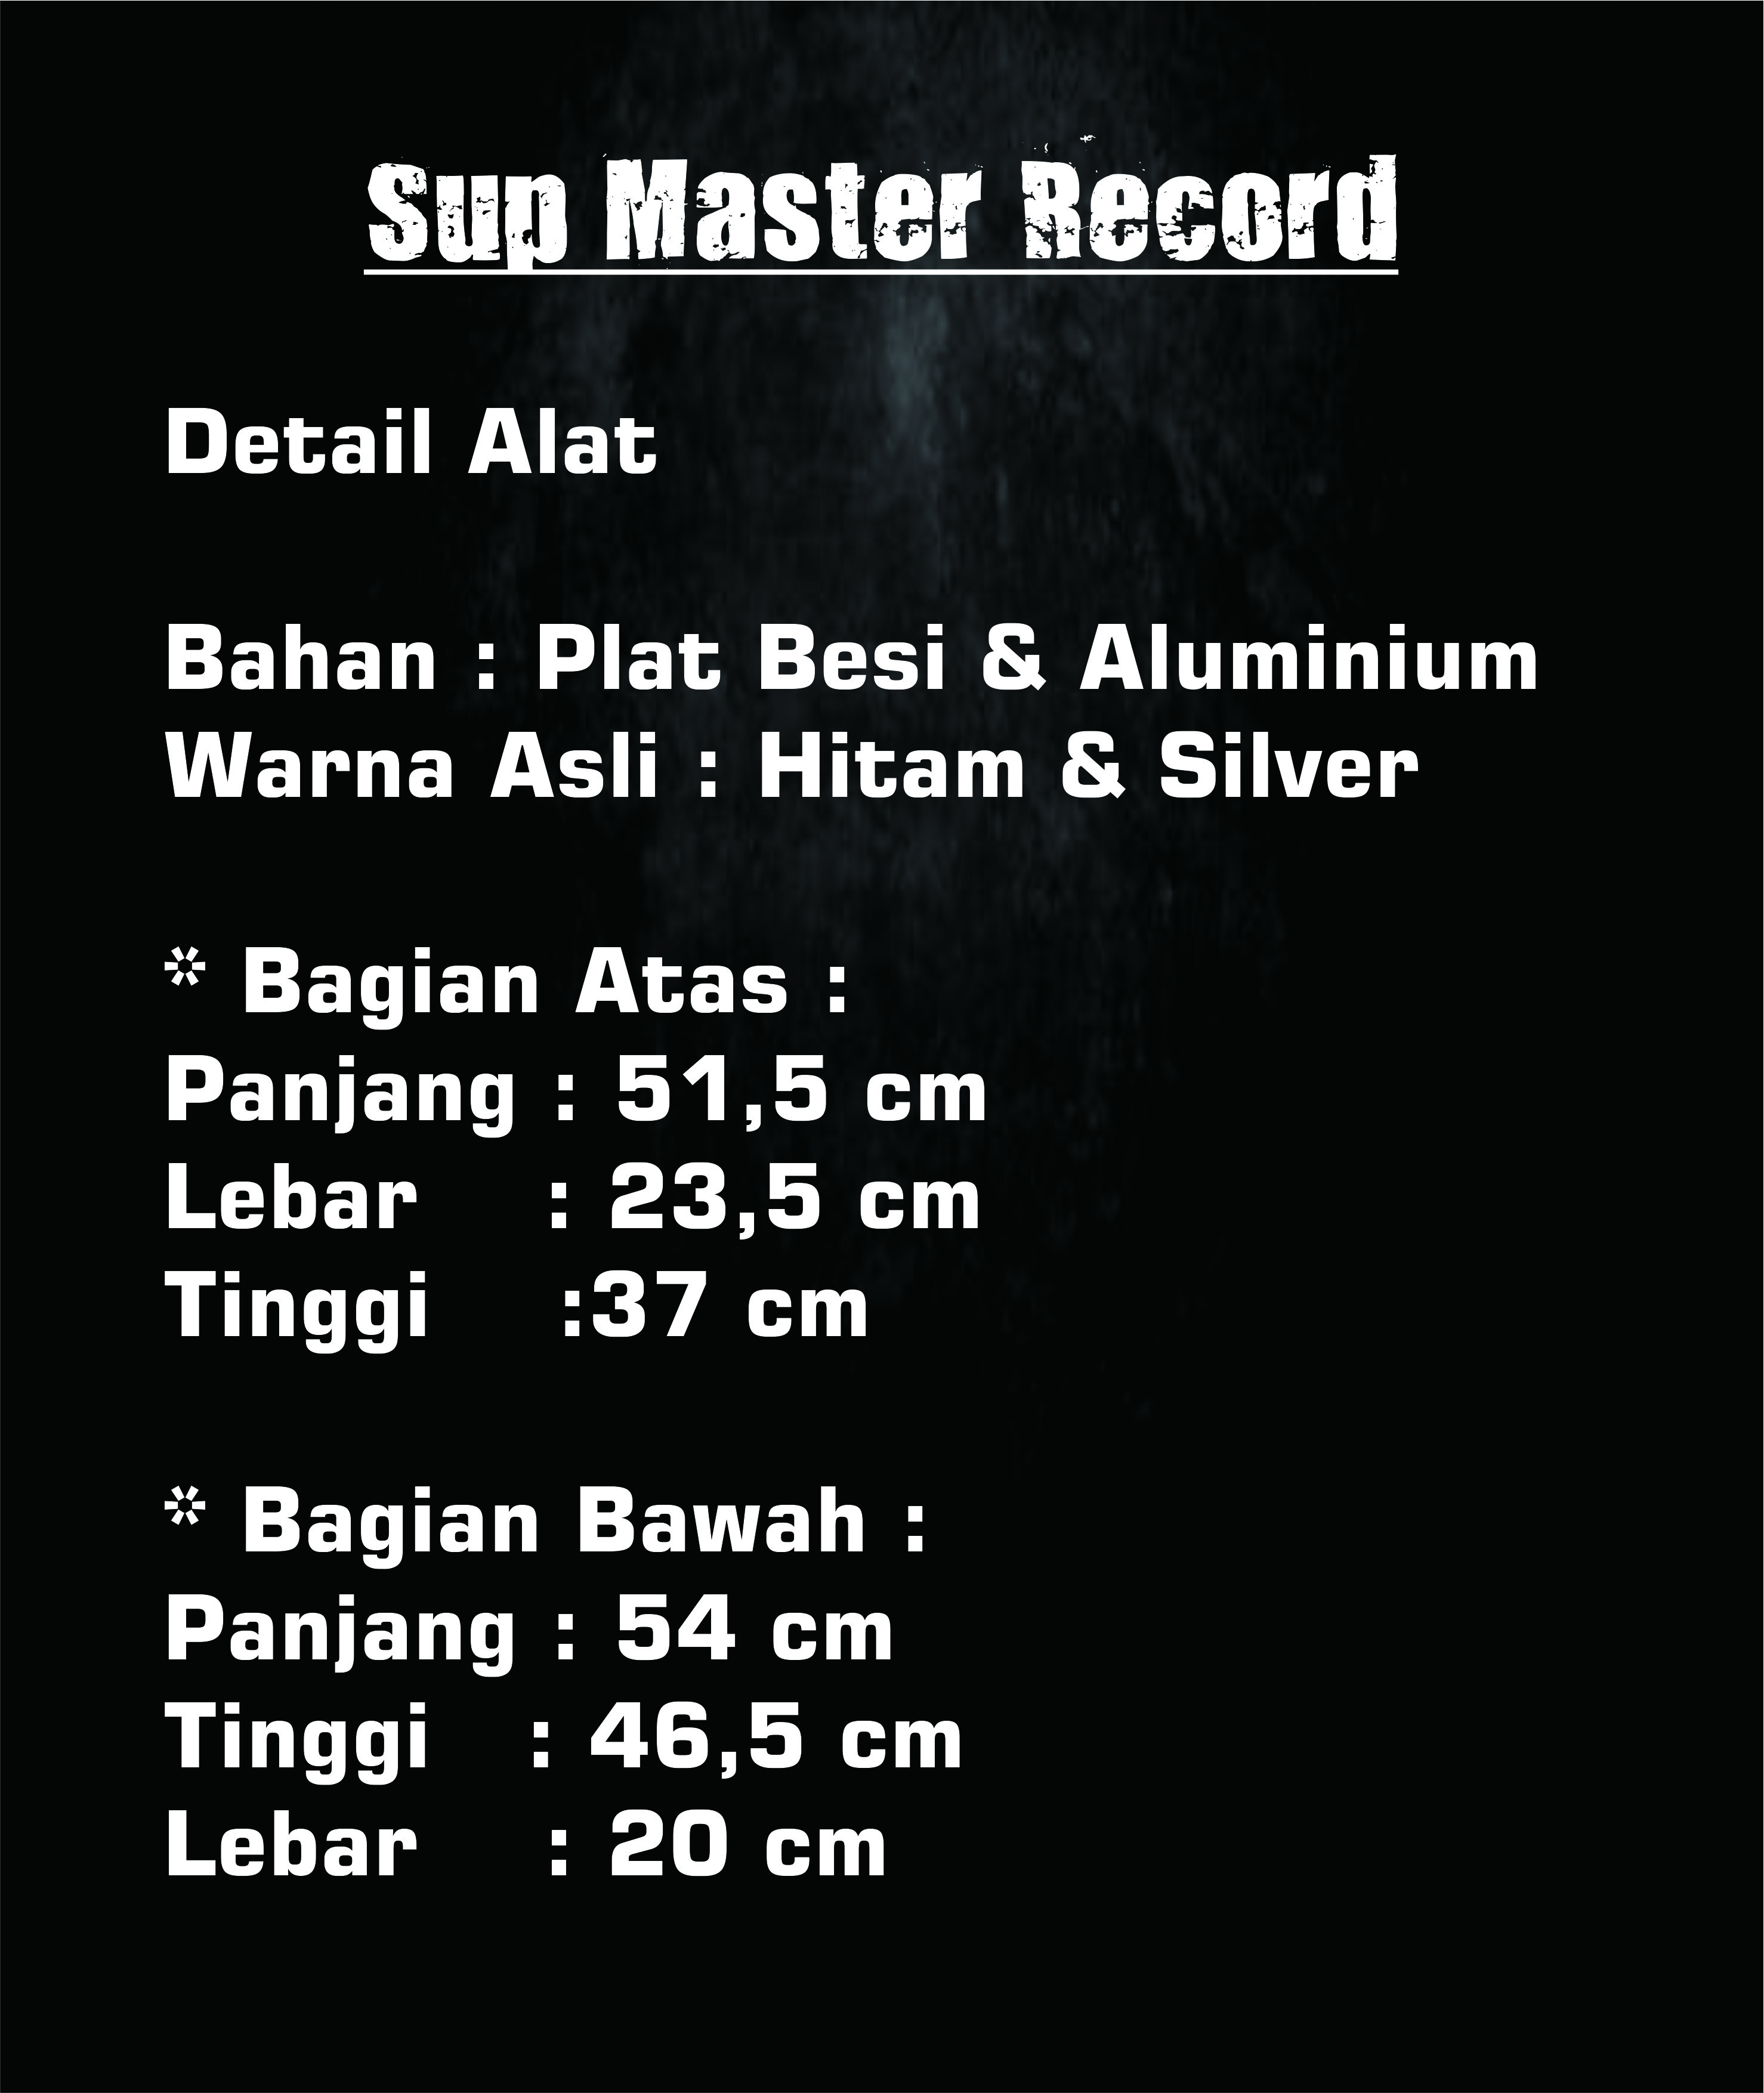 Sup Master Record
Detail Alat
Bahan : Plat Besi & Aluminium
Warna Asli : Hitam & Silver
* Bagian Atas :
Panjang : 51,5 cm
Lebar : 23,5 cm
Tinggi :37 cm
* Bagian Bawah :
Panjang : 54 cm
Tinggi : 46,5 cm
Lebar : 20 cm